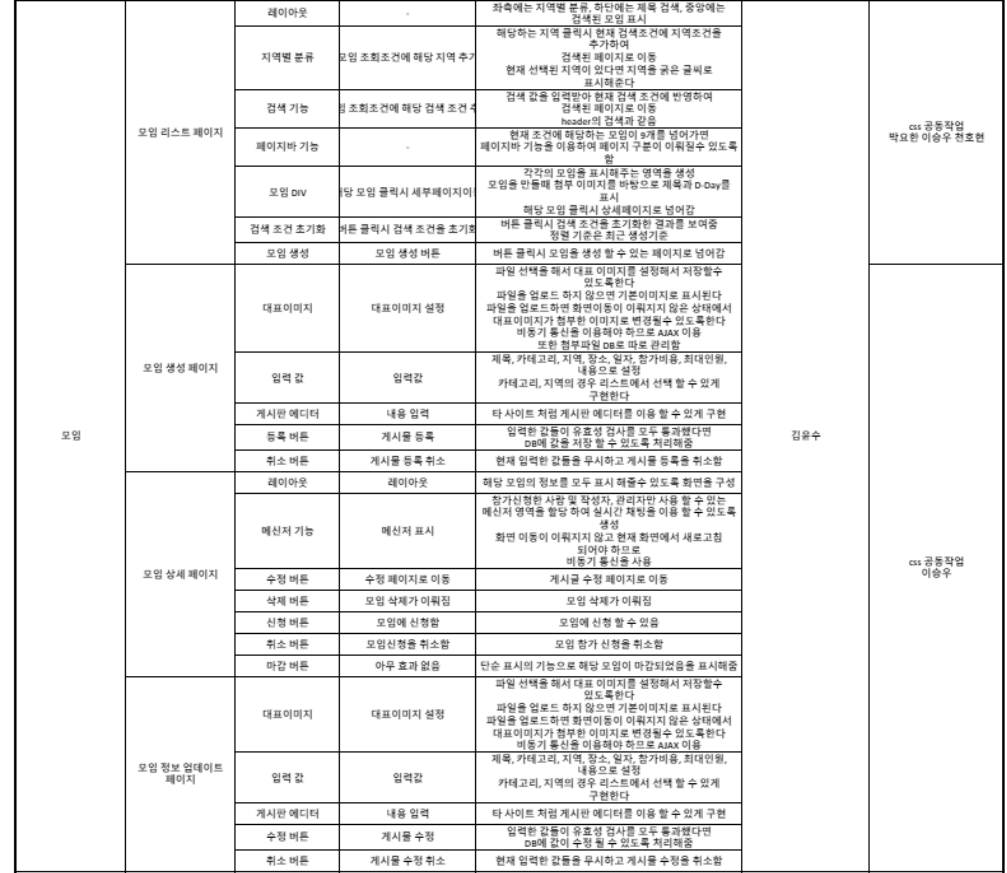 모임
모임 리스트 페이지
레이아웃
-
좌측에는 지역별 분류, 하단에는 제목 검색, 중앙에는
검색된 모임 표시
지역별 분류
모임 조회조건에 해당 지역 추가
해당하는 지역 클릭시 현재 검색조건에 지역조건을
추가하여
검색된 페이지로 이동
현재 선택된 지역이 있다면 지역을 굵은 글씨로
표시해준다
검색 기능
조회조건에 해당 검색 조건
검색 값을 입력받아 현재 검색 조건에 반영하여
검색된 페이지로 이동
header의 검색과 같음
페이지바 기능
-
현재 조건에 해당하는 모임이 9개를 넘어가면
페이지바 기능을 이용하여 페이지 구분이 이뤄질수 있도록
함
모임 DIV
모임 클릭시 세부페이지이
각각의 모임을 표시해주는 영역을 생성
모임을 만들때 첨부 이미지를 바탕으로 제목과 D-Day를
표시
해당 모임 클릭시 상세페이지로 넘어감
검색 조건 초기화
버튼 클릭시 검색 조건을 초기화
버튼 클릭시 검색 조건을 초기화한 결과를 보여줌
정렬 기준은 최근 생성기준
모임 생성
모임 생성 버튼
버튼 클릭시 모임을 생성 할 수 있는 페이지로 넘어감
css 공동작업
박요한 이승우 천호현
모임 생성 페이지
대표이미지
대표이미지 설정
파일 선택을 해서 대표 이미지를 설정해서 저장할수
있도록한다
파일을 업로드 하지 않으면 기본이미지로 표시된다
파일을 업로드하면 화면이동이 이뤄지지 않은 상태에서
대표이미지가 첨부한 이미지로 변경될수 있도록한다
비동기 통신을 이용해야 하므로 AJAX 이용
또한 첨부파일 DB로 따로 관리함
입력 값
입력값
제목, 카테고리, 지역, 장소, 일자, 참가비용, 최대인원,
내용으로 설정
카테고리, 지역의 경우 리스트에서 선택 할 수 있게
구현한다
게시판 에디터
내용 입력
타 사이트 처럼 게시판 에디터를 이용 할 수 있게 구현
등록 버튼
게시물 등록
입력한 값들이 유효성 검사를 모두 통과했다면
DB에 값을 저장 할 수 있도록 처리해줌
취소 버튼
게시물 등록 취소
현재 입력한 값들을 무시하고 게시물 등록을 취소함
김윤수
모임 상세 페이지
레이아웃
레이아웃
해당 모임의 정보를 모두 표시 해줄수 있도록 화면을 구성
메신저 기능
메신저 표시
참가신청한 사람 및 작성자, 관리자만 사용 할 수 있는
메신저 영역을 할당 하여 실시간 채팅을 이용 할 수 있도록
생성
화면 이동이 이뤄지지 않고 현재 화면에서 새로고침
되어야 하므로
비동기 통신을 사용
수정 버튼
수정 페이지로 이동
게시글 수정 페이지로 이동
삭제 버튼
모임 삭제가 이뤄짐
모임 삭제가 이뤄짐
신청 버튼
모임에 신청함
모임에 신청 할 수 있음
취소 버튼
모임신청을 취소함
모임 참가 신청을 취소함
마감 버튼
아무 효과 없음
단순 표시의 기능으로 해당 모임이 마감되었음을 표시해줌
css 공동작업
이승우
모임 정보 업데이트
페이지
대표이미지
대표이미지 설정
파일 선택을 해서 대표 이미지를 설정해서 저장할수
있도록한다
파일을 업로드 하지 않으면 기본이미지로 표시된다
파일을 업로드하면 화면이동이 이뤄지지 않은 상태에서
대표이미지가 첨부한 이미지로 변경될수 있도록한다
비동기 통신을 이용해야 하므로 AJAX 이용
입력 값
입력값
제목, 카테고리, 지역, 장소, 일자, 참가비용, 최대인원,
내용으로 설정
카테고리, 지역의 경우 리스트에서 선택 할 수 있게
구현한다
게시판 에디터
내용 입력
타 사이트 처럼 게시판 에디터를 이용 할 수 있게 구현
수정 버튼
게시물 수정
입력한 값들이 유효성 검사를 모두 통과했다면
DB에 값이 수정 될 수 있도록 처리해줌
취소 버튼
게시물 수정 취소
현재 입력한 값들을 무시하고 게시물 수정을 취소함